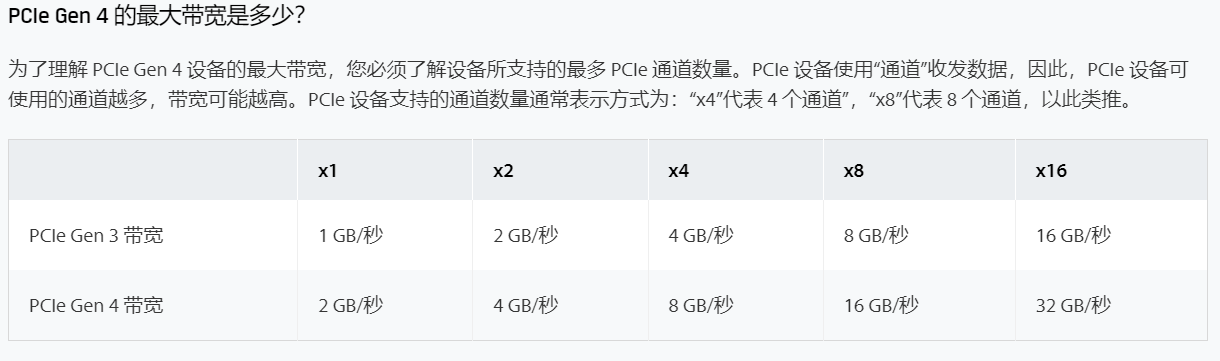 PCIe Gen 4 的最大带宽是多少？
为了理解 PCIe Gen 4 设备的最大带宽，您必须了解设备所支持的最多 PCIe 通道数量。PCIe 设备使用“通道”收发数据，因此，PCIe 设备可
使用的通道越多，带宽可能越高。PCIe 设备支持的通道数量通常表示方式为：“x4”代表 4 个通道”，“x8”代表 8 个通道，以此类推。
x1 x2 x4 x8 x16
PCIe Gen 3 带宽 1 GB/秒 2 GB/秒 4 GB/秒 8 GB/秒 16 GB/秒
PCIe Gen 4 带宽 2 GB/秒 4 GB/秒 8 GB/秒 16 GB/秒 32 GB/秒